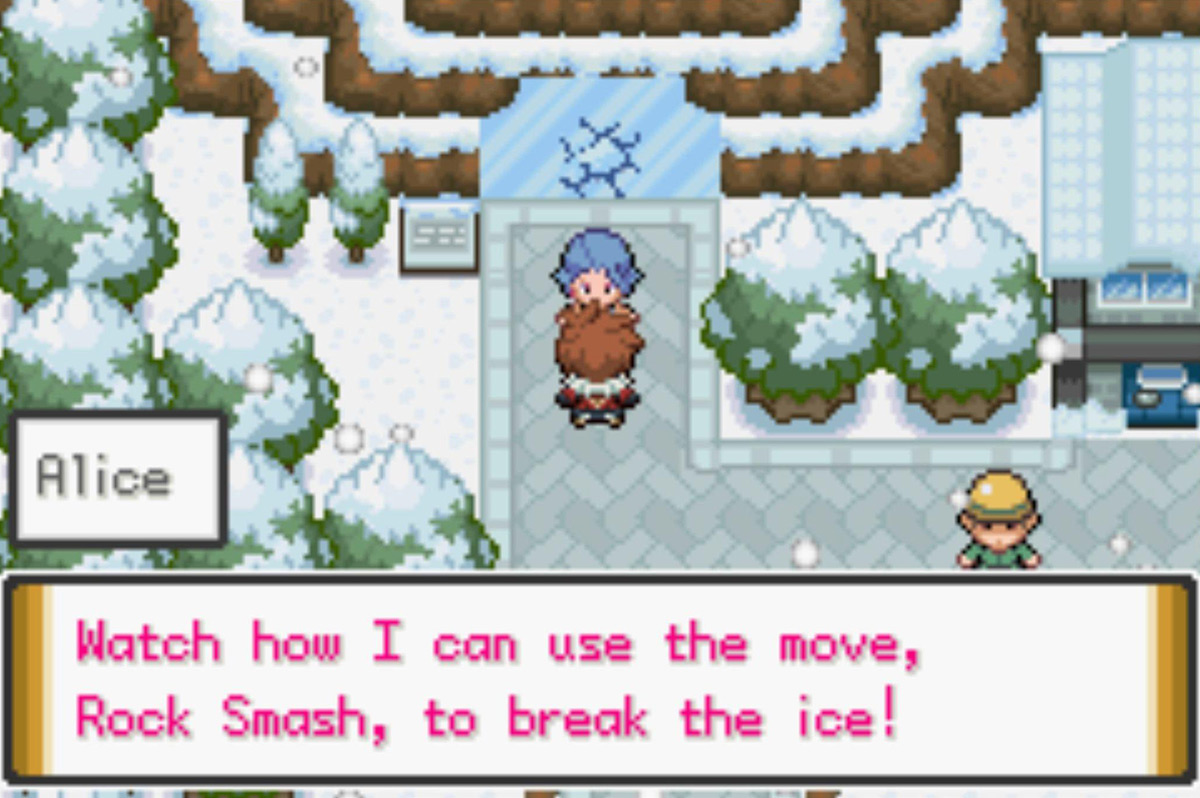 Alice
Watch how I can use the move,
Rock Smash, to break the ice!